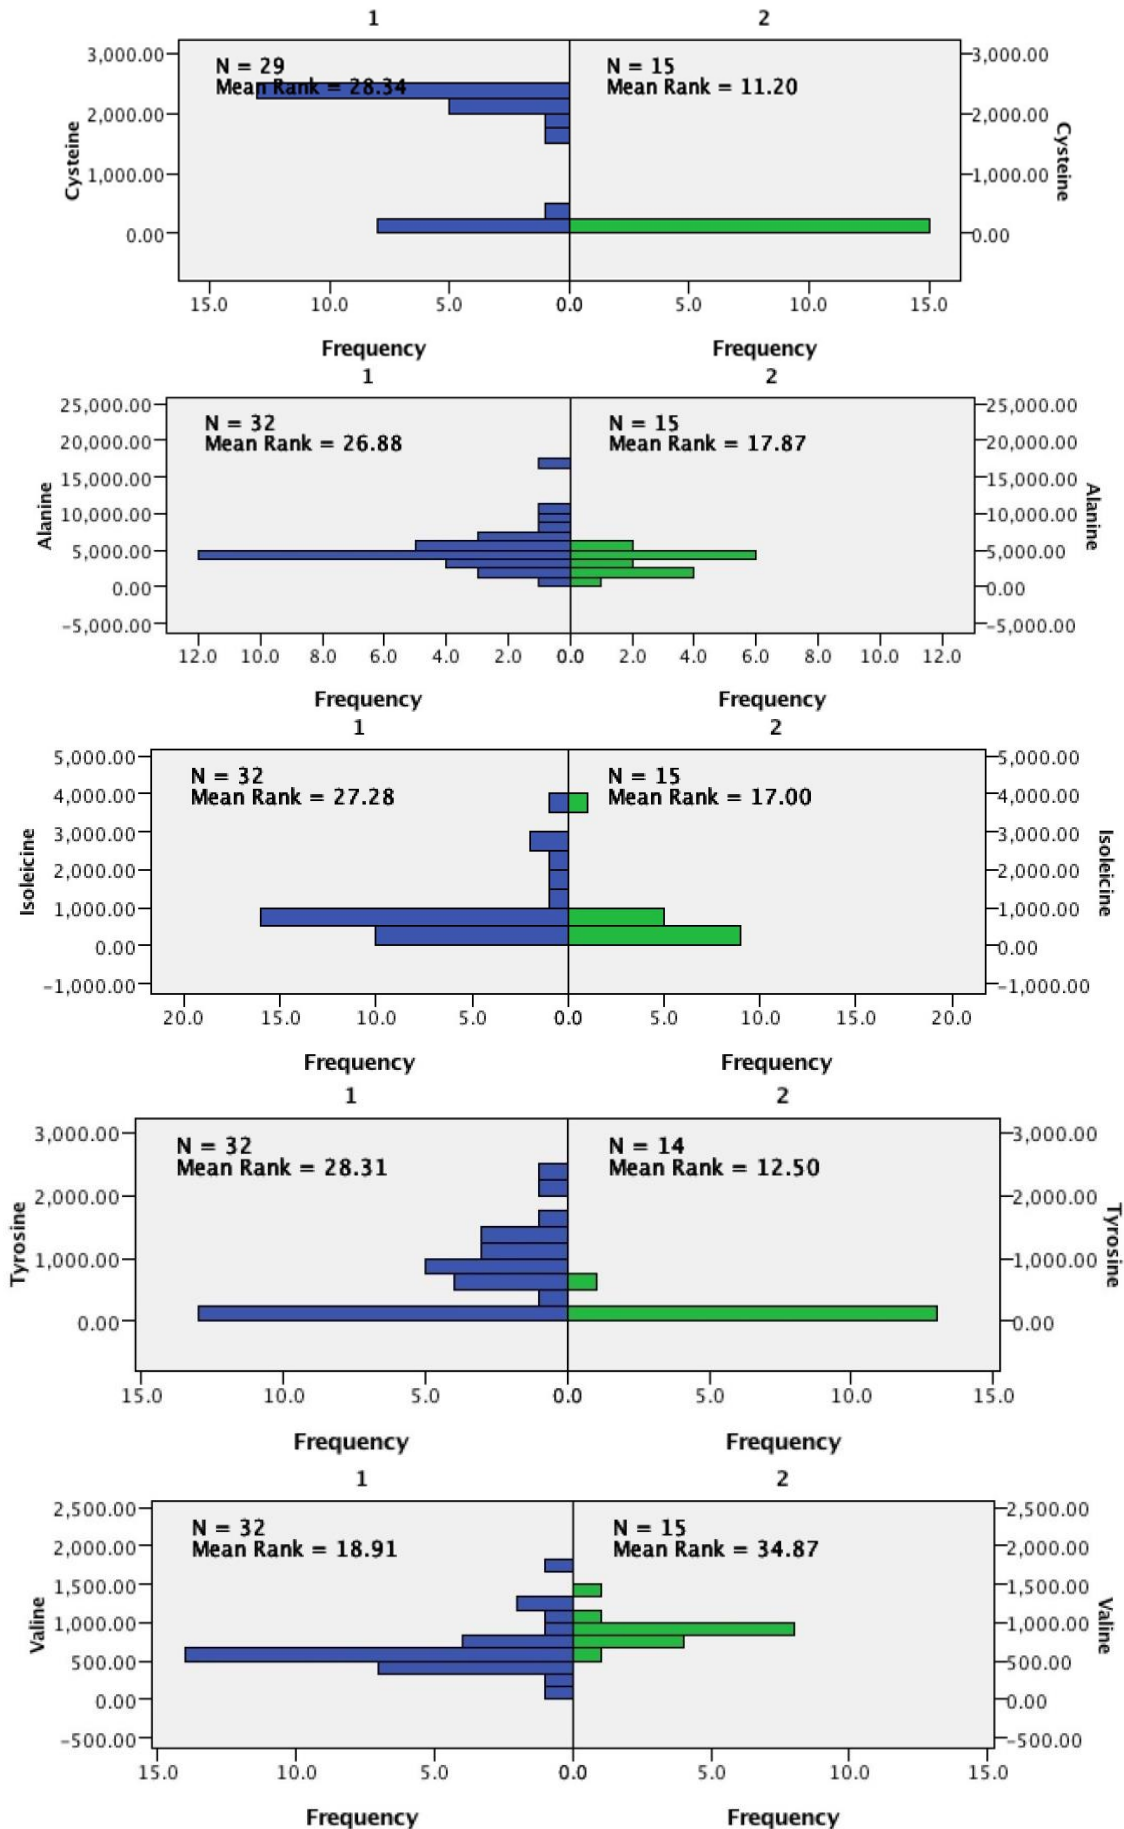 1 2
3,000.00 3,000.00
N = 29 N = 15
Mean Rank = 28.34 Mean Rank = 11.20
2,000.00 2,000.00
Cysteine Cysteine
1,000.00 1,000.00
0.00 0.00
15.0 10.0 5.0 0.0 5.0 10.0 15.0
Frequency Frequency
1 2
25,000.00 25,000.00
N = 32 N = 15
20,000.00 Mean Rank = 26.88 Mean Rank = 17.87 20,000.00
15,000.00 15,000.00
Alanine Alanine
10,000.00 10,000.00
5,000.00 5,000.00
0.00 0.00
-5,000.00 -5,000.00
12.0 10.0 8.0 6.0 4.0 2.0 0.0 2.0 4.0 6.0 8.0 10.0 12.0
Frequency Frequency
1 2
5,000.00 5,000.00
N = 32 N = 15
4,000.00 Mean Rank = 27.28 Mean Rank = 17.00 4,000.00
3,000.00 3,000.00
Isoleicine Isoleicine
2,000.00 2,000.00
1,000.00 1,000.00
0.00 0.00
-1,000.00 -1,000.00
20.0 15.0 10.0 5.0 0.0 5.0 10.0 15.0 20.0
Frequency Frequency
1 2
3,000.00 3,000.00
N = 32 N = 14
Mean Rank = 28.31 Mean Rank = 12.50
2,000.00 2,000.00
Tyrosine Tyrosine
1,000.00 1,000.00
0.00 0.00
15.0 10.0 5.0 0.0 5.0 10.0 15.0
Frequency Frequency
1 2
2,500.00 2,500.00
N = 32 N = 15
2,000.00 Mean Rank = 18.91 Mean Rank = 34.87 2,000.00
1,500.00 1,500.00
Valine Valine
1,000.00 1,000.00
500.00 500.00
0.00 0.00
-500.00 -500.00
15.0 10.0 5.0 0.0 5.0 10.0 15.0
Frequency Frequency